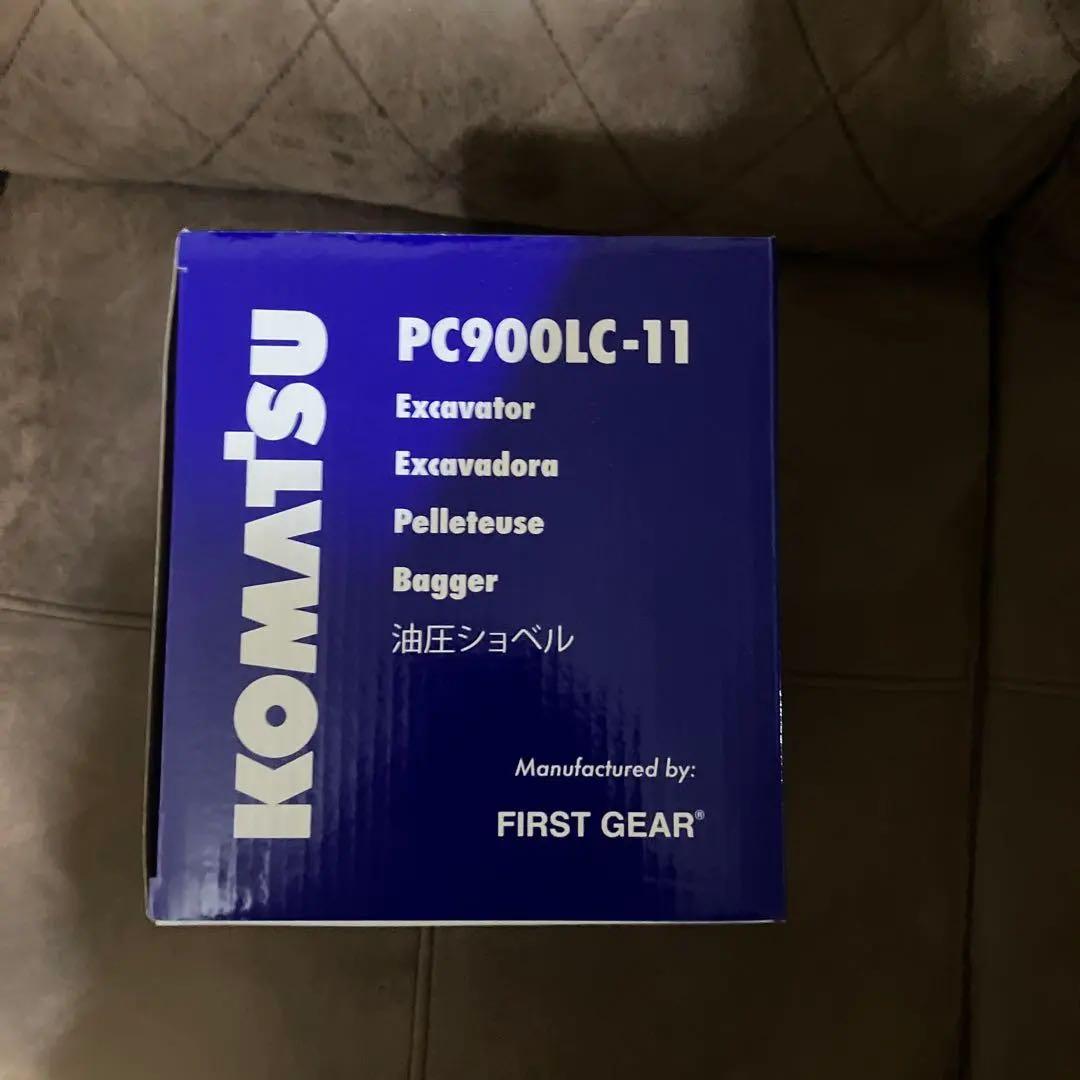 KOMATSU
PC900LC-11
Excavator
Excavadora
Pelleteuse
Bagger
油圧ショベル
Manufactured by:
FIRST GEAR®